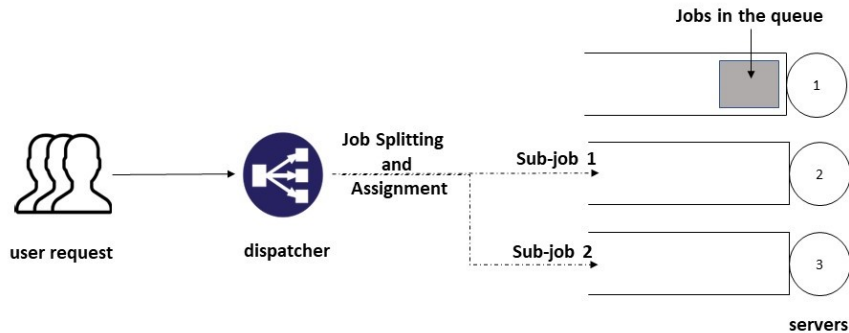 Jobs in the queue
1
Job Splitting
and
Assignment
Sub-job 1
2
user request
dispatcher
Sub-job 2
3
servers